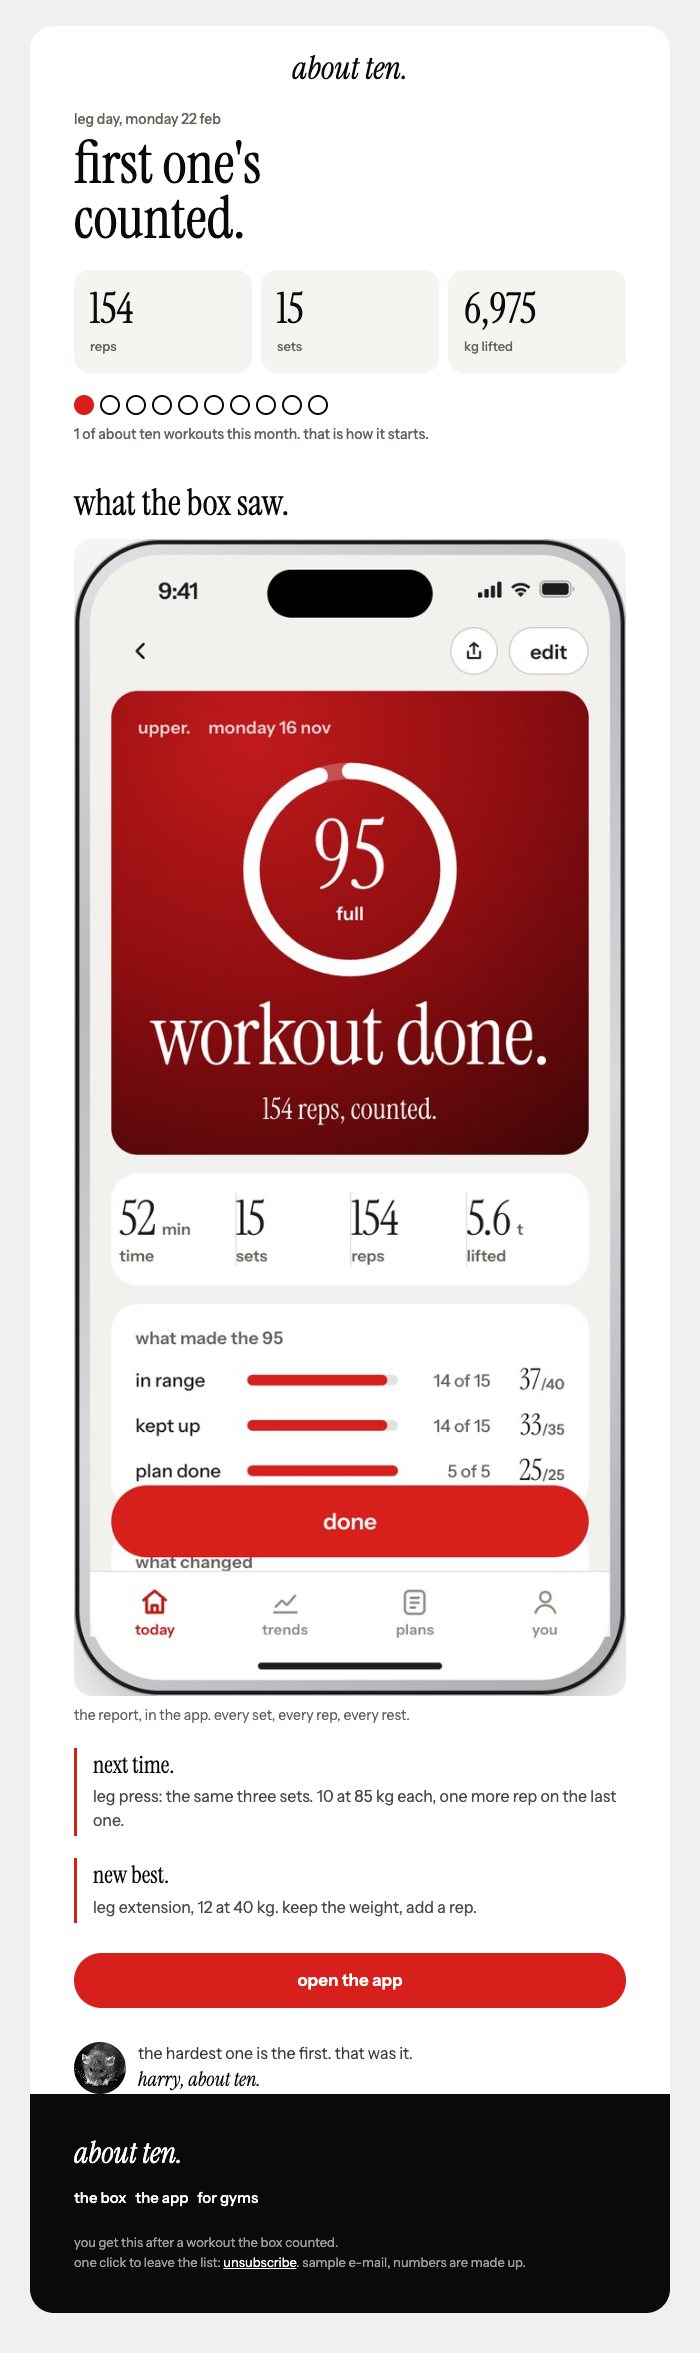 about ten.
leg day, monday 22 feb
first one's
counted.
154
reps
15
sets
6,975
kg lifted
1 of about ten workouts this month. that is how it starts.
what the box saw.
9:41
edit
upper. monday 16 nov
95
full
workout done.
154 reps, counted.
52 min
time
15
sets
154
reps
5.6 t
lifted
what made the 95
in range 14 of 15 37/40
kept up 14 of 15 33/35
plan done 5 of 5 25/25
done
what changed
today
trends
plans
you
the report, in the app. every set, every rep, every rest.
next time.
leg press: the same three sets. 10 at 85 kg each, one more rep on the last
one.
new best.
leg extension, 12 at 40 kg. keep the weight, add a rep.
open the app
the hardest one is the first. that was it.
harry, about ten.
about ten.
the box the app for gyms
you get this after a workout the box counted.
one click to leave the list: unsubscribe. sample e-mail, numbers are made up.